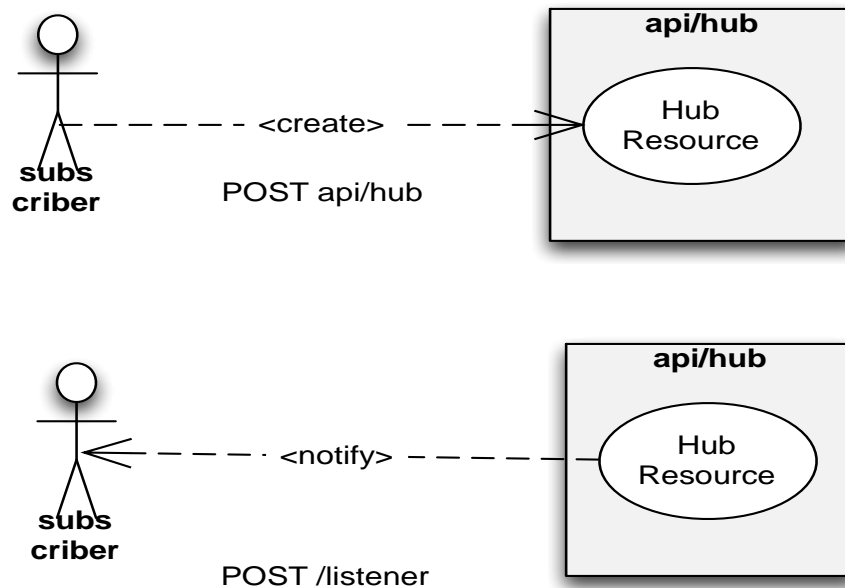 api/hub
<create>
Hub
Resource
subs
criber
POST api/hub
api/hub
<notify>
Hub
Resource
subs
criber
POST /listener